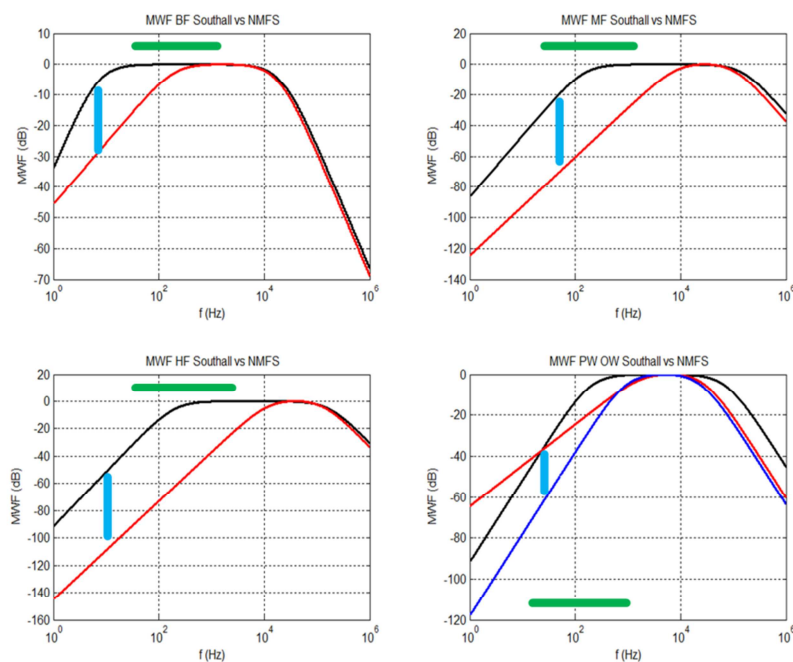 MWF BF Southall vs NMFS
10
0
-10
-20
-30
-40
-50
-60
-70
MWF (dB)
10^0 10^2 10^4 10^6
f (Hz)
MWF MF Southall vs NMFS
20
0
-20
-40
-60
-80
-100
-120
-140
MWF (dB)
10^0 10^2 10^4 10^6
f (Hz)
MWF HF Southall vs NMFS
20
0
-20
-40
-60
-80
-100
-120
-140
-160
MWF (dB)
10^0 10^2 10^4 10^6
f (Hz)
MWF PW OW Southall vs NMFS
0
-20
-40
-60
-80
-100
-120
MWF (dB)
10^0 10^2 10^4 10^6
f (Hz)